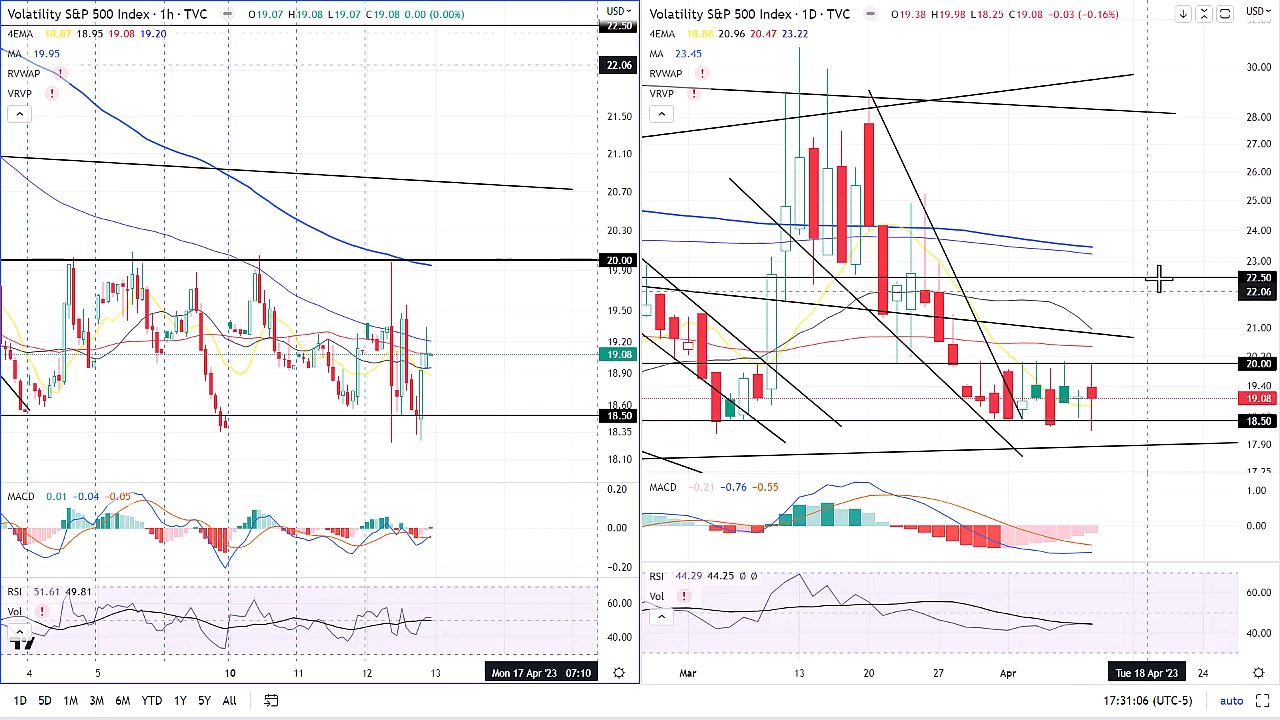 Volatility S&P 500 Index · 1h · TVC O19.07 H19.08 L19.07 C19.08 0.00 (0.00%)
4EMA 18.87 18.95 19.08 19.20
MA 19.95
RVWAP !
VRVP !
USD
22.50
22.06
21.50
21.10
20.70
20.30
20.00
19.90
19.50
19.20
19.08
18.90
18.60
18.50
18.35
18.10
MACD 0.01 −0.04 −0.05
0.20
0.00
−0.20
RSI 51.61 49.81
Vol !
60.00
40.00
4 5 10 11 12 13 Mon 17 Apr '23 07:10
Volatility S&P 500 Index · 1D · TVC O19.38 H19.98 L18.25 C19.08 −0.03 (−0.16%)
4EMA 18.88 20.96 20.47 23.22
MA 23.45
RVWAP !
VRVP !
USD
30.00
28.00
27.00
26.00
25.00
24.00
23.00
22.50
22.06
21.00
20.00
19.40
19.08
18.50
17.90
MACD −0.21 −0.76 −0.55
1.00
0.00
RSI 44.29 44.25 Ø Ø
Vol !
60.00
40.00
Mar 13 20 27 Apr Tue 18 Apr '23 24
1D 5D 1M 3M 6M YTD 1Y 5Y All 17:31:06 (UTC-5) auto